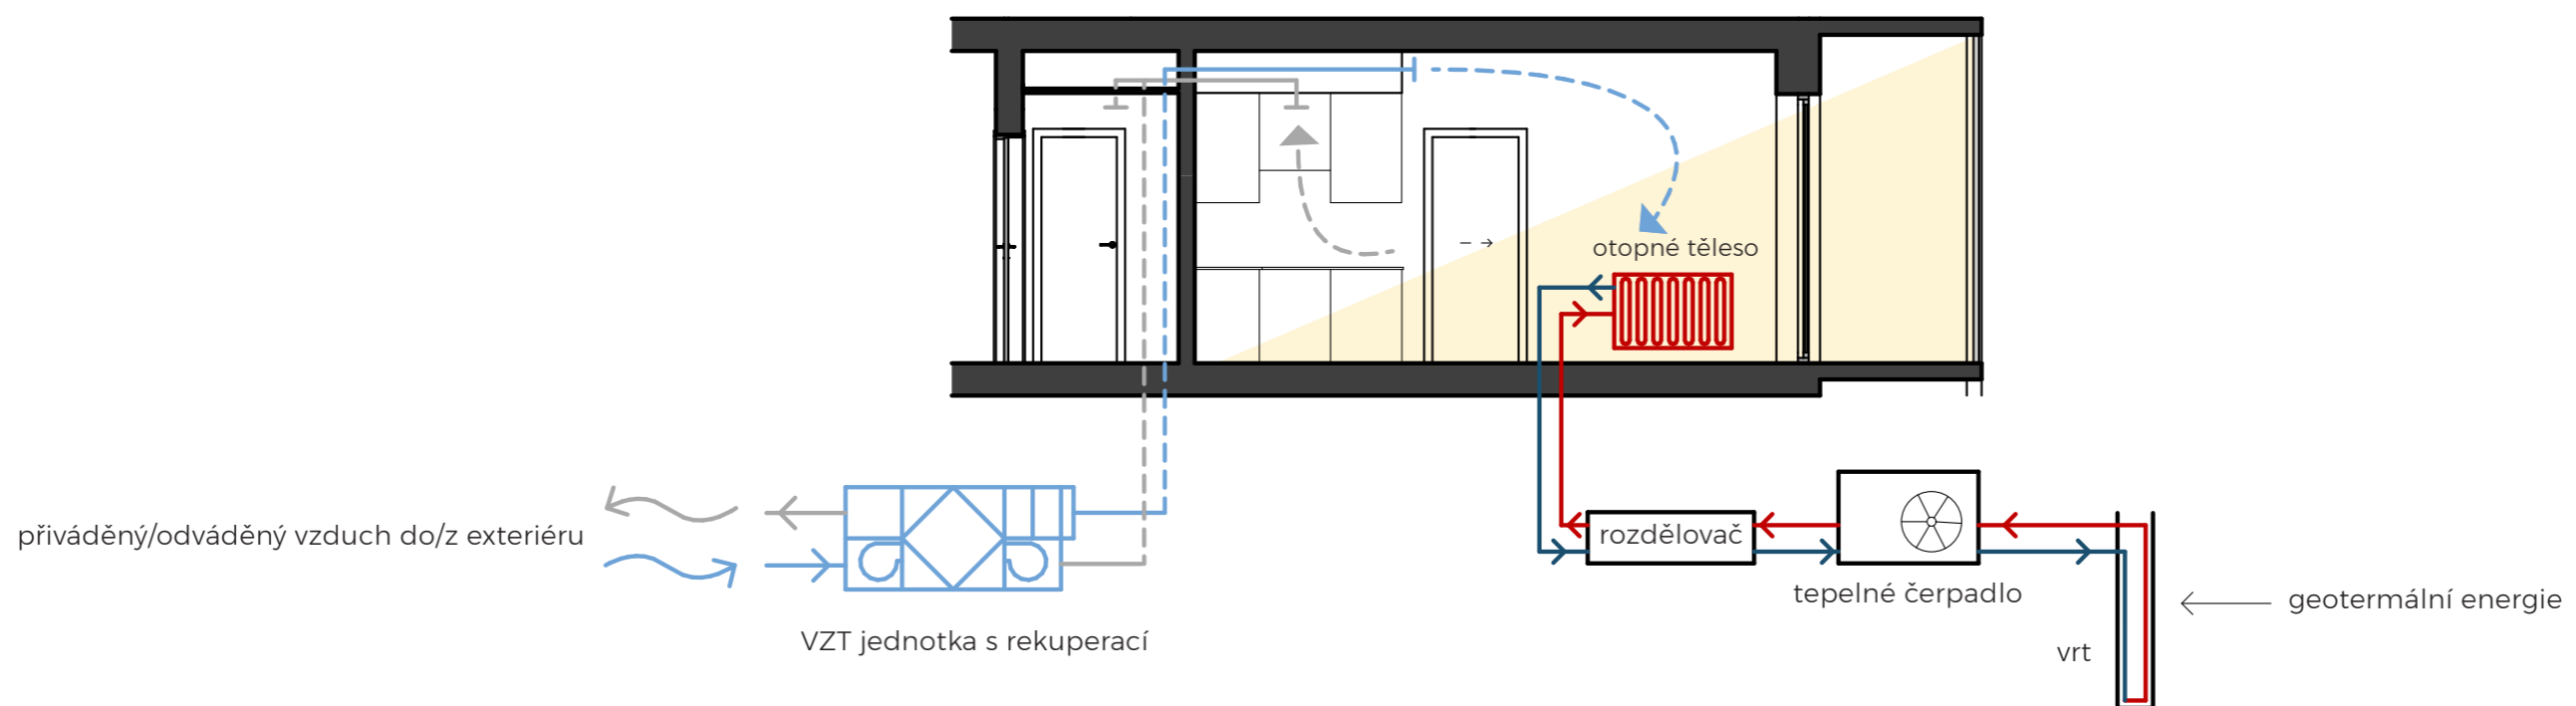 otopné těleso
přiváděný/odváděný vzduch do/z exteriéru
rozdělovač
tepelné čerpadlo
geotermální energie
VZT jednotka s rekuperací
vrt